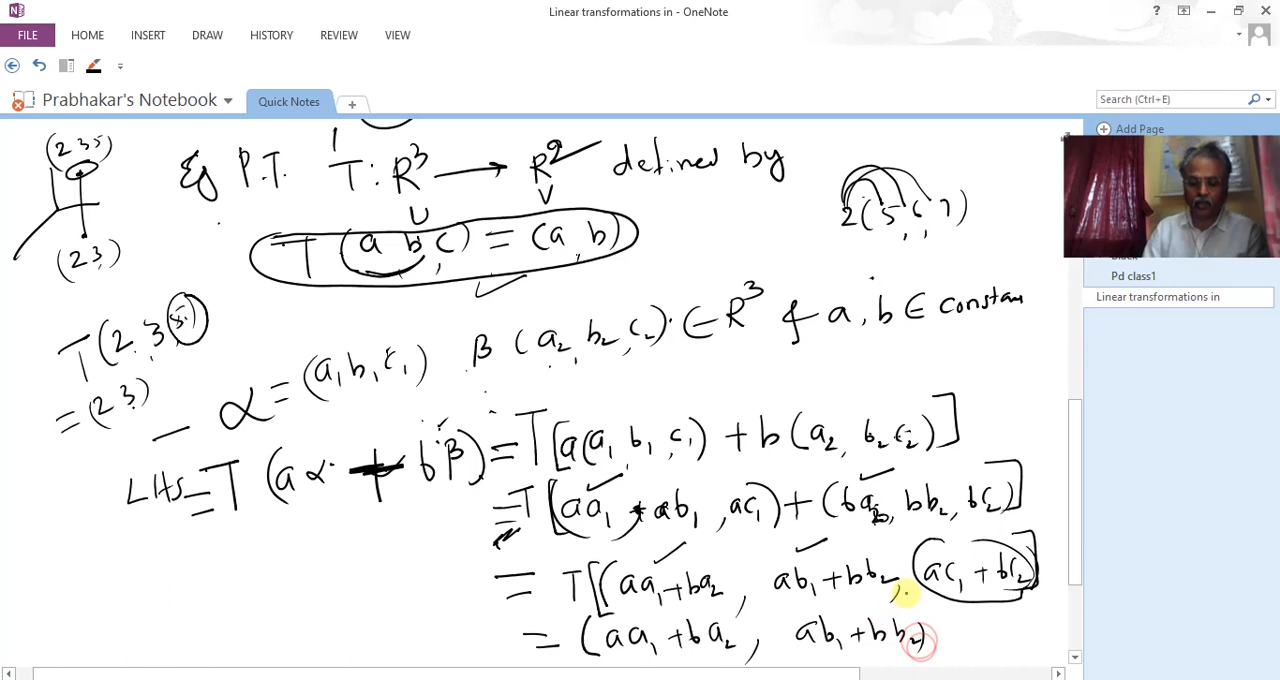 Linear transformations in - OneNote
FILE HOME INSERT DRAW HISTORY REVIEW VIEW
Prabhakar's Notebook Quick Notes
Search (Ctrl+E)
Add Page
Pd class1
Linear transformations in
(2 3 5)
(2 3,)
Eg P.T. T : R³ → R² defined by
T (a b, c) = (a, b)
2(5, 6, 7)
T(2, 3, 5)
= (2 3)
α = (a₁ b₁ c₁) β (a₂, b₂, c₂) ∈ R³ & a, b ∈ constan
LHS = T (aα + bβ) = T[a(a₁ b₁, c₁) + b(a₂, b₂ c₂)]
= T[(aa₁, ab₁, ac₁) + (ba₂, bb₂, bc₂)]
= T[(aa₁+ba₂, ab₁+bb₂, ac₁+bc₂]
= (aa₁+ba₂, ab₁+bb₂)